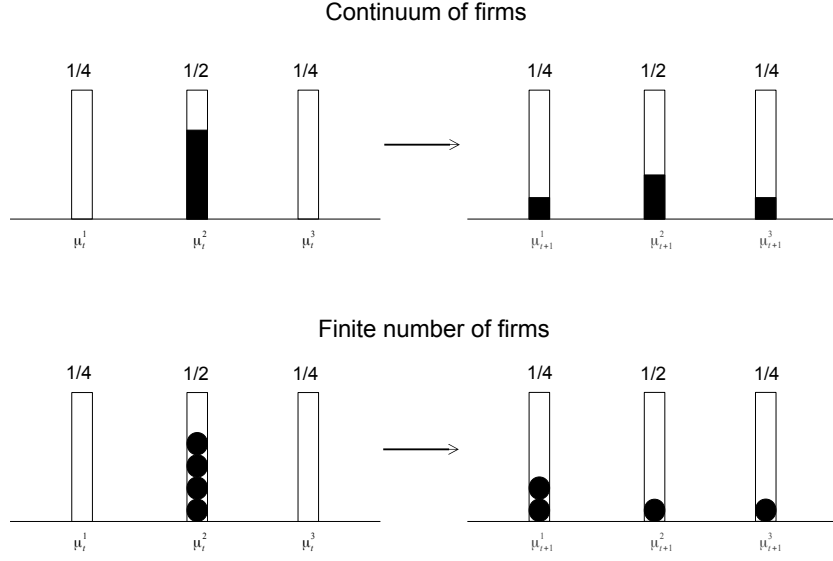 Continuum of firms
1/4 1/2 1/4 1/4 1/2 1/4
μ_t^1 μ_t^2 μ_t^3 μ_{t+1}^1 μ_{t+1}^2 μ_{t+1}^3
Finite number of firms
1/4 1/2 1/4 1/4 1/2 1/4
μ_t^1 μ_t^2 μ_t^3 μ_{t+1}^1 μ_{t+1}^2 μ_{t+1}^3